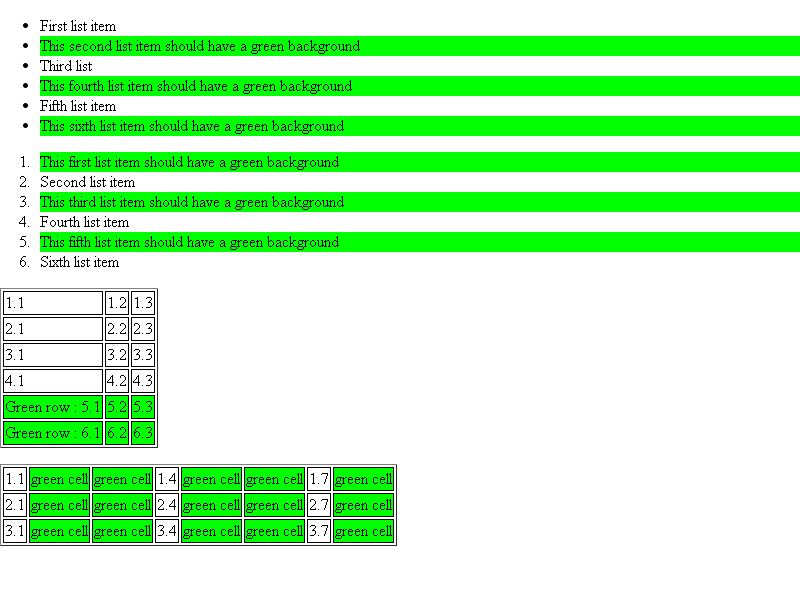 • First list item
• This second list item should have a green background
• Third list
• This fourth list item should have a green background
• Fifth list item
• This sixth list item should have a green background
1. This first list item should have a green background
2. Second list item
3. This third list item should have a green background
4. Fourth list item
5. This fifth list item should have a green background
6. Sixth list item
1.1 1.2 1.3
2.1 2.2 2.3
3.1 3.2 3.3
4.1 4.2 4.3
Green row : 5.1 5.2 5.3
Green row : 6.1 6.2 6.3
1.1 green cell green cell 1.4 green cell green cell 1.7 green cell
2.1 green cell green cell 2.4 green cell green cell 2.7 green cell
3.1 green cell green cell 3.4 green cell green cell 3.7 green cell